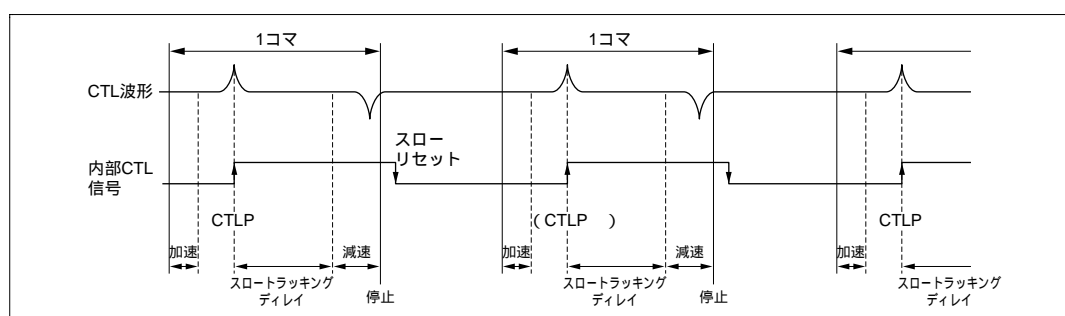 1コマ
1コマ
CTL波形
スロー
リセット
内部CTL
信号
CTLP
(CTLP )
CTLP
加速
減速
加速
減速
加速
スロートラッキング
ディレイ
停止
スロートラッキング
ディレイ
停止
スロートラッキング
ディレイ